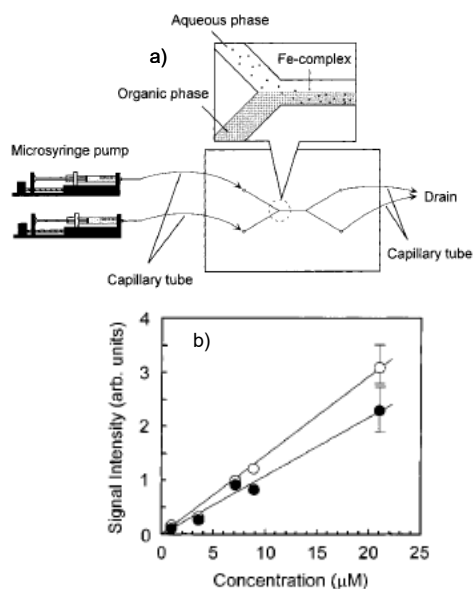 Aqueous phase
a)
Fe-complex
Organic phase
Microsyringe pump
Drain
Capillary tube
Capillary tube
b)
Signal Intensity (arb. units)
4
3
2
1
0
0 5 10 15 20 25
Concentration (μM)